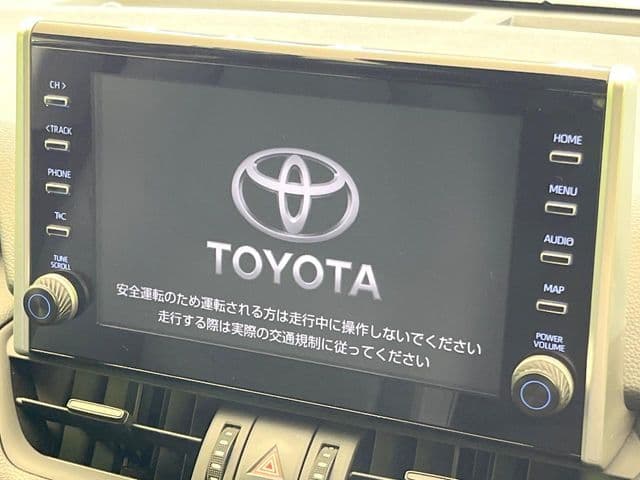 CH >
< TRACK
PHONE
T*C
TUNE
SCROLL
TOYOTA
安全運転のため運転される方は走行中に操作しないでください
走行する際は実際の交通規制に従ってください
HOME
MENU
AUDIO
MAP
POWER
VOLUME